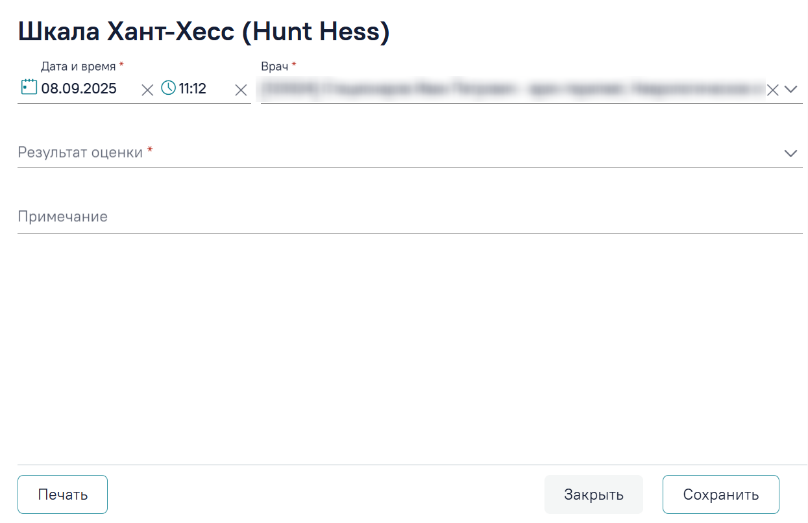 Шкала Хант-Хесс (Hunt Hess)
Дата и время * Врач *
08.09.2025 11:12
Результат оценки *
Примечание
Печать Закрыть Сохранить